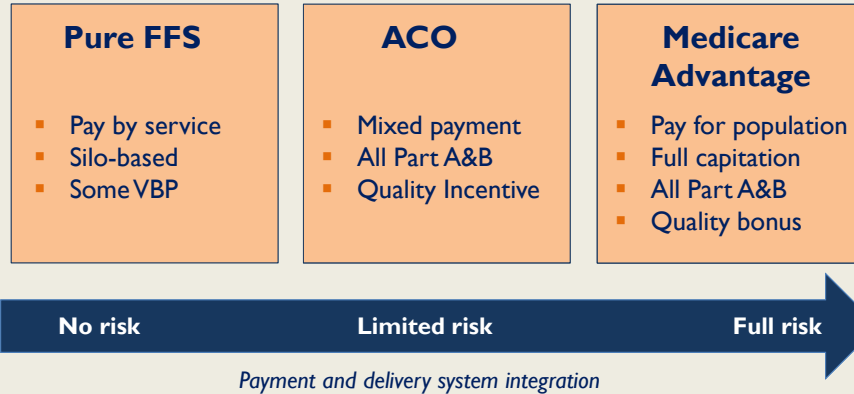 Pure FFS
Pay by service
Silo-based
Some VBP
ACO
Mixed payment
All Part A&B
Quality Incentive
Medicare
Advantage
Pay for population
Full capitation
All Part A&B
Quality bonus
No risk
Limited risk
Full risk
Payment and delivery system integration